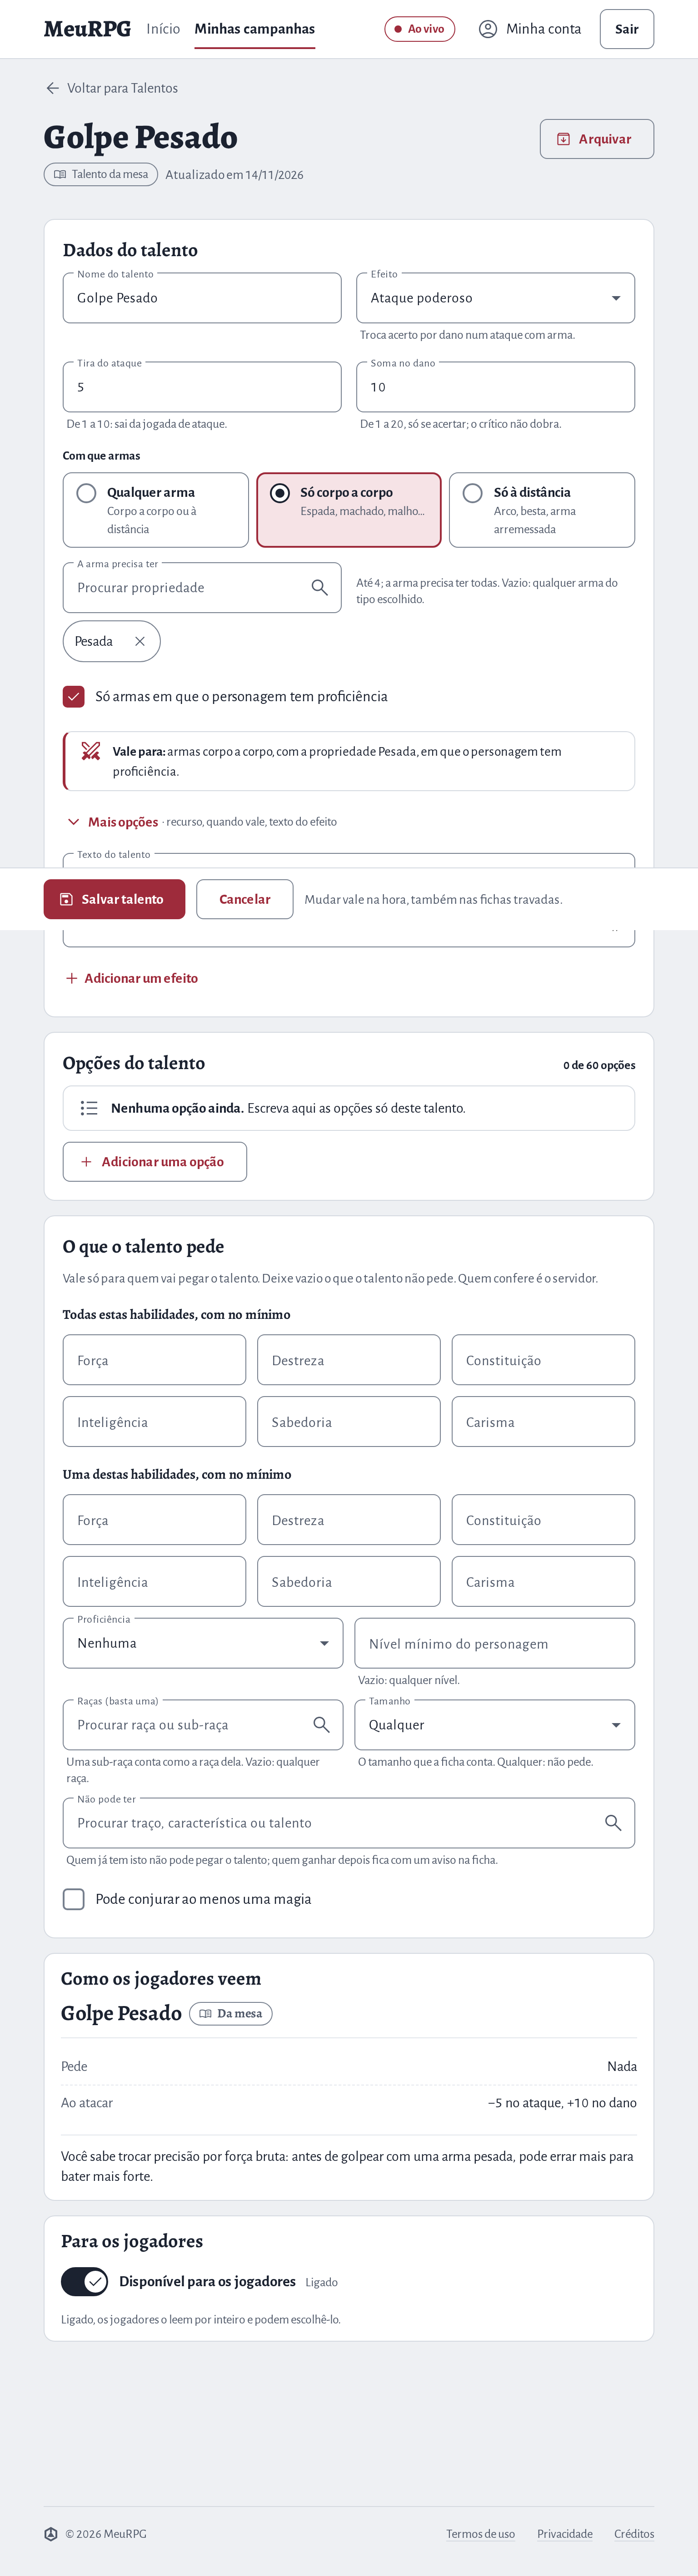 MeuRPG
Início
Minhas campanhas
Ao vivo
Minha conta
Sair
Voltar para Talentos
Golpe Pesado
Arquivar
Talento da mesa
Atualizado em 14/11/2026
Dados do talento
Nome do talento
Golpe Pesado
Efeito
Ataque poderoso
Troca acerto por dano num ataque com arma.
Tira do ataque
5
De 1 a 10: sai da jogada de ataque.
Soma no dano
10
De 1 a 20, só se acertar; o crítico não dobra.
Com que armas
Qualquer arma
Corpo a corpo ou à
distância
Só corpo a corpo
Espada, machado, malho...
Só à distância
Arco, besta, arma
arremessada
A arma precisa ter
Procurar propriedade
Até 4; a arma precisa ter todas. Vazio: qualquer arma do
tipo escolhido.
Pesada
Só armas em que o personagem tem proficiência
Vale para: armas corpo a corpo, com a propriedade Pesada, em que o personagem tem
proficiência.
Mais opções · recurso, quando vale, texto do efeito
Texto do talento
Salvar talento
Cancelar
Mudar vale na hora, também nas fichas travadas.
Adicionar um efeito
Opções do talento
0 de 60 opções
Nenhuma opção ainda. Escreva aqui as opções só deste talento.
Adicionar uma opção
O que o talento pede
Vale só para quem vai pegar o talento. Deixe vazio o que o talento não pede. Quem confere é o servidor.
Todas estas habilidades, com no mínimo
Força
Destreza
Constituição
Inteligência
Sabedoria
Carisma
Uma destas habilidades, com no mínimo
Força
Destreza
Constituição
Inteligência
Sabedoria
Carisma
Proficiência
Nenhuma
Nível mínimo do personagem
Vazio: qualquer nível.
Raças (basta uma)
Procurar raça ou sub-raça
Uma sub-raça conta como a raça dela. Vazio: qualquer
raça.
Tamanho
Qualquer
O tamanho que a ficha conta. Qualquer: não pede.
Não pode ter
Procurar traço, característica ou talento
Quem já tem isto não pode pegar o talento; quem ganhar depois fica com um aviso na ficha.
Pode conjurar ao menos uma magia
Como os jogadores veem
Golpe Pesado
Da mesa
Pede
Nada
Ao atacar
−5 no ataque, +10 no dano
Você sabe trocar precisão por força bruta: antes de golpear com uma arma pesada, pode errar mais para
bater mais forte.
Para os jogadores
Disponível para os jogadores
Ligado
Ligado, os jogadores o leem por inteiro e podem escolhê-lo.
© 2026 MeuRPG
Termos de uso
Privacidade
Créditos